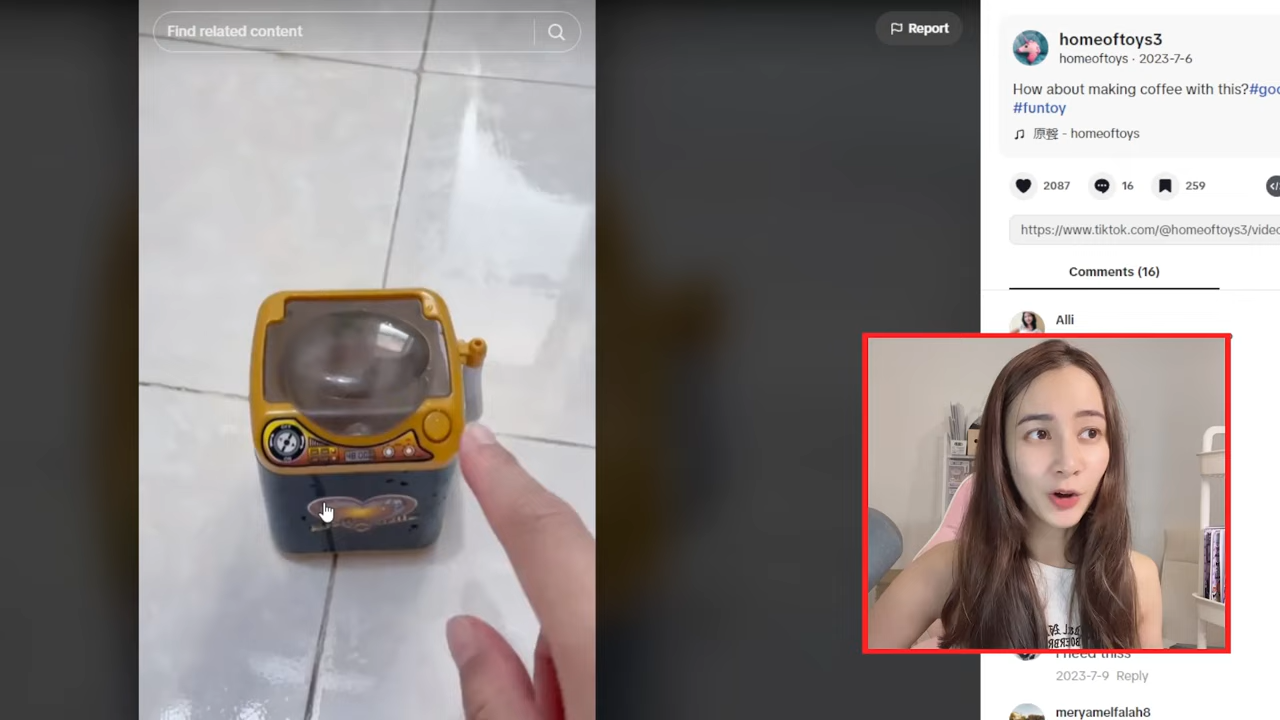 Find related content
Report
homeoftoys3
homeoftoys · 2023-7-6
How about making coffee with this?#goo
#funtoy
原聲 - homeoftoys
2087
16
259
https://www.tiktok.com/@homeoftoys3/video
Comments (16)
Alli
I need thiss
2023-7-9 Reply
meryamelfalah8